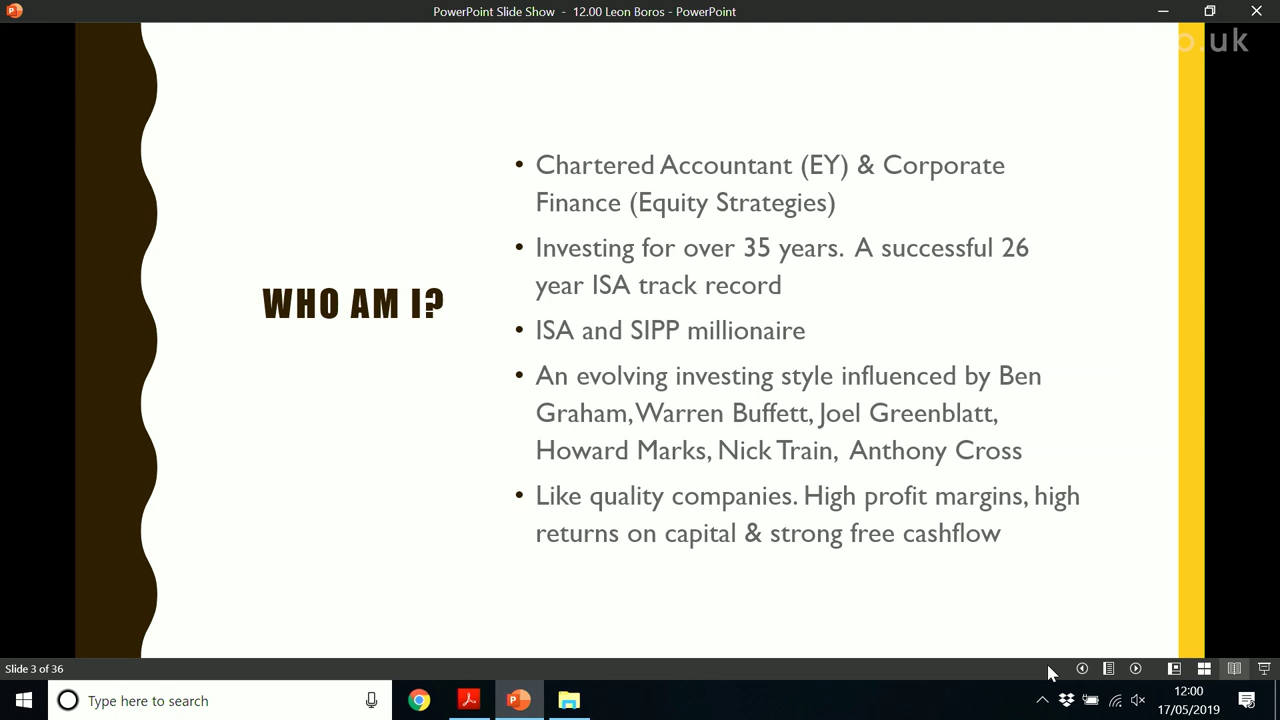 PowerPoint Slide Show - 12.00 Leon Boros - PowerPoint
o.uk
WHO AM I?
• Chartered Accountant (EY) & Corporate
Finance (Equity Strategies)
• Investing for over 35 years. A successful 26
year ISA track record
• ISA and SIPP millionaire
• An evolving investing style influenced by Ben
Graham, Warren Buffett, Joel Greenblatt,
Howard Marks, Nick Train, Anthony Cross
• Like quality companies. High profit margins, high
returns on capital & strong free cashflow
Slide 3 of 36
Type here to search
12:00
17/05/2019